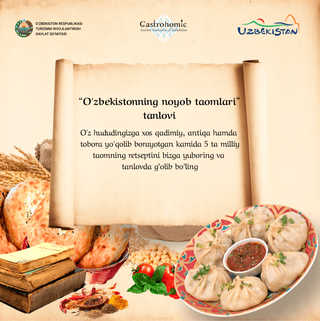 O'ZBEKISTON RESPUBLIKASI
TURIZMNI RIVOJLANTIRISH
DAVLAT QO'MITASI
Gastronomic
UZBEKISTON
"O'zbekistonning noyob taomlari"
tanlovi
O'z hududingizga xos qadimiy, antiqa hamda
tobora yo'qolib borayotgan kamida 5 ta milliy
taomning retseptini bizga yuboring va
tanlovda g'olib bo'ling